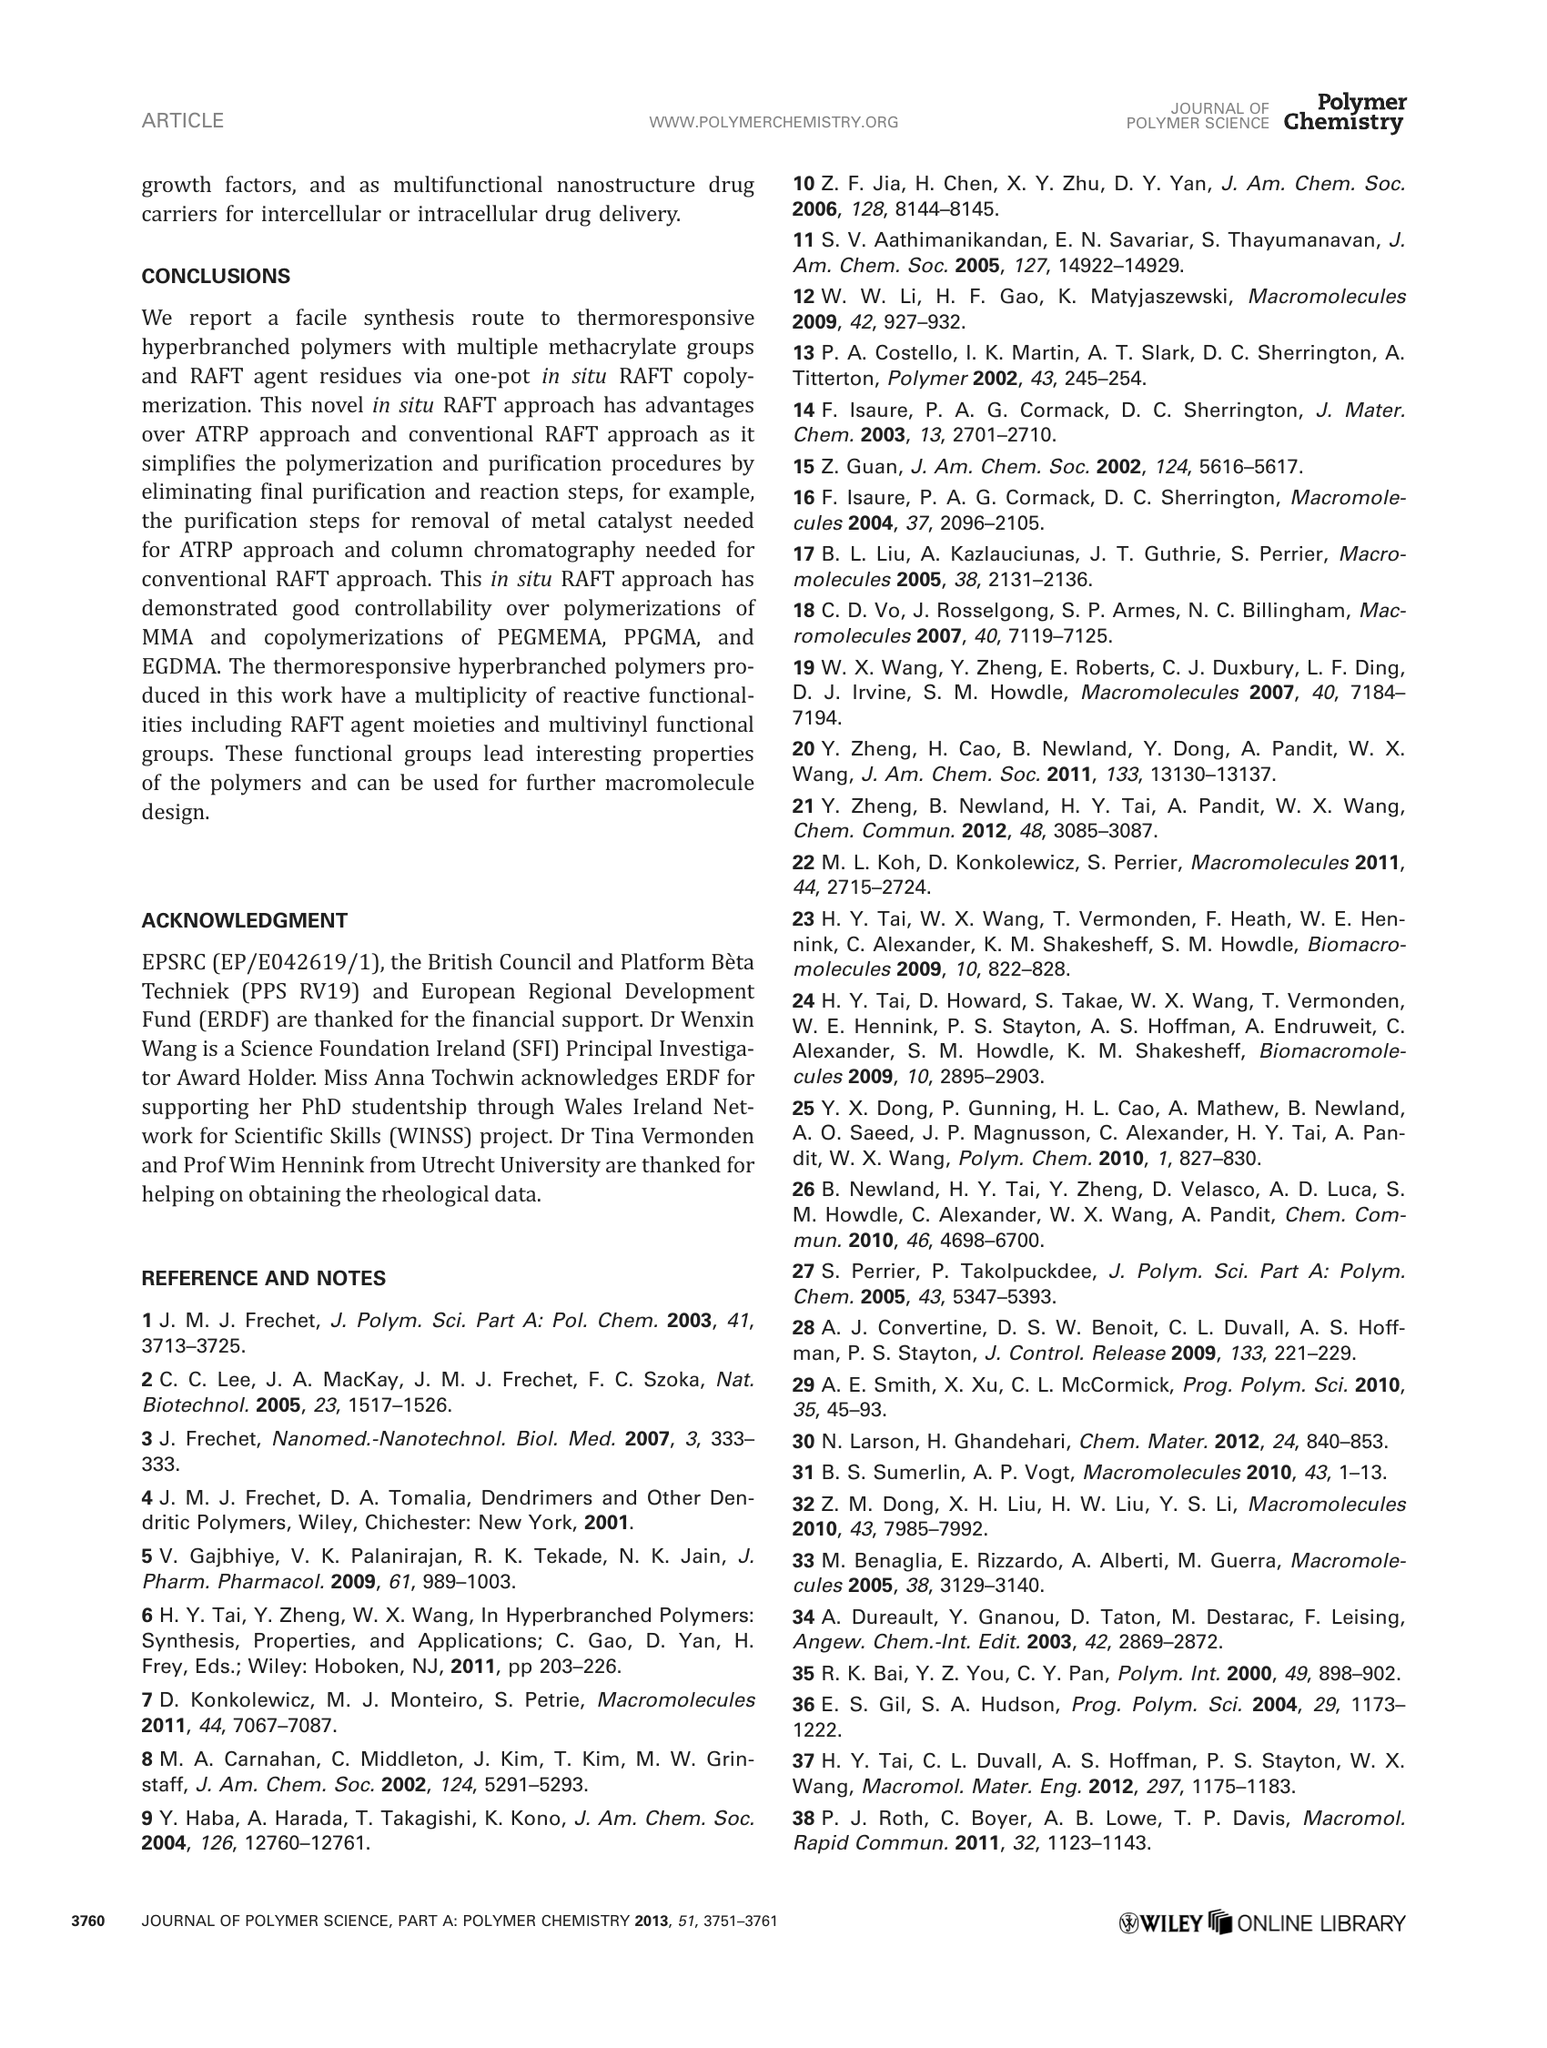 ARTICLE
WWW.POLYMERCHEMISTRY.ORG
JOURNAL OF
POLYMER SCIENCE
Polymer
Chemistry
growth factors, and as multifunctional nanostructure drug
carriers for intercellular or intracellular drug delivery.
CONCLUSIONS
We report a facile synthesis route to thermoresponsive
hyperbranched polymers with multiple methacrylate groups
and RAFT agent residues via one-pot in situ RAFT copoly-
merization. This novel in situ RAFT approach has advantages
over ATRP approach and conventional RAFT approach as it
simplifies the polymerization and purification procedures by
eliminating final purification and reaction steps, for example,
the purification steps for removal of metal catalyst needed
for ATRP approach and column chromatography needed for
conventional RAFT approach. This in situ RAFT approach has
demonstrated good controllability over polymerizations of
MMA and copolymerizations of PEGMEMA, PPGMA, and
EGDMA. The thermoresponsive hyperbranched polymers pro-
duced in this work have a multiplicity of reactive functional-
ities including RAFT agent moieties and multivinyl functional
groups. These functional groups lead interesting properties
of the polymers and can be used for further macromolecule
design.
ACKNOWLEDGMENT
EPSRC (EP/E042619/1), the British Council and Platform Bèta
Techniek (PPS RV19) and European Regional Development
Fund (ERDF) are thanked for the financial support. Dr Wenxin
Wang is a Science Foundation Ireland (SFI) Principal Investiga-
tor Award Holder. Miss Anna Tochwin acknowledges ERDF for
supporting her PhD studentship through Wales Ireland Net-
work for Scientific Skills (WINSS) project. Dr Tina Vermonden
and Prof Wim Hennink from Utrecht University are thanked for
helping on obtaining the rheological data.
REFERENCE AND NOTES
1 J. M. J. Frechet, J. Polym. Sci. Part A: Pol. Chem. 2003, 41,
3713–3725.
2 C. C. Lee, J. A. MacKay, J. M. J. Frechet, F. C. Szoka, Nat.
Biotechnol. 2005, 23, 1517–1526.
3 J. Frechet, Nanomed.-Nanotechnol. Biol. Med. 2007, 3, 333–
333.
4 J. M. J. Frechet, D. A. Tomalia, Dendrimers and Other Den-
dritic Polymers, Wiley, Chichester: New York, 2001.
5 V. Gajbhiye, V. K. Palanirajan, R. K. Tekade, N. K. Jain, J.
Pharm. Pharmacol. 2009, 61, 989–1003.
6 H. Y. Tai, Y. Zheng, W. X. Wang, In Hyperbranched Polymers:
Synthesis, Properties, and Applications; C. Gao, D. Yan, H.
Frey, Eds.; Wiley: Hoboken, NJ, 2011, pp 203–226.
7 D. Konkolewicz, M. J. Monteiro, S. Petrie, Macromolecules
2011, 44, 7067–7087.
8 M. A. Carnahan, C. Middleton, J. Kim, T. Kim, M. W. Grin-
staff, J. Am. Chem. Soc. 2002, 124, 5291–5293.
9 Y. Haba, A. Harada, T. Takagishi, K. Kono, J. Am. Chem. Soc.
2004, 126, 12760–12761.
10 Z. F. Jia, H. Chen, X. Y. Zhu, D. Y. Yan, J. Am. Chem. Soc.
2006, 128, 8144–8145.
11 S. V. Aathimanikandan, E. N. Savariar, S. Thayumanavan, J.
Am. Chem. Soc. 2005, 127, 14922–14929.
12 W. W. Li, H. F. Gao, K. Matyjaszewski, Macromolecules
2009, 42, 927–932.
13 P. A. Costello, I. K. Martin, A. T. Slark, D. C. Sherrington, A.
Titterton, Polymer 2002, 43, 245–254.
14 F. Isaure, P. A. G. Cormack, D. C. Sherrington, J. Mater.
Chem. 2003, 13, 2701–2710.
15 Z. Guan, J. Am. Chem. Soc. 2002, 124, 5616–5617.
16 F. Isaure, P. A. G. Cormack, D. C. Sherrington, Macromole-
cules 2004, 37, 2096–2105.
17 B. L. Liu, A. Kazlauciunas, J. T. Guthrie, S. Perrier, Macro-
molecules 2005, 38, 2131–2136.
18 C. D. Vo, J. Rosselgong, S. P. Armes, N. C. Billingham, Mac-
romolecules 2007, 40, 7119–7125.
19 W. X. Wang, Y. Zheng, E. Roberts, C. J. Duxbury, L. F. Ding,
D. J. Irvine, S. M. Howdle, Macromolecules 2007, 40, 7184–
7194.
20 Y. Zheng, H. Cao, B. Newland, Y. Dong, A. Pandit, W. X.
Wang, J. Am. Chem. Soc. 2011, 133, 13130–13137.
21 Y. Zheng, B. Newland, H. Y. Tai, A. Pandit, W. X. Wang,
Chem. Commun. 2012, 48, 3085–3087.
22 M. L. Koh, D. Konkolewicz, S. Perrier, Macromolecules 2011,
44, 2715–2724.
23 H. Y. Tai, W. X. Wang, T. Vermonden, F. Heath, W. E. Hen-
nink, C. Alexander, K. M. Shakesheff, S. M. Howdle, Biomacro-
molecules 2009, 10, 822–828.
24 H. Y. Tai, D. Howard, S. Takae, W. X. Wang, T. Vermonden,
W. E. Hennink, P. S. Stayton, A. S. Hoffman, A. Endruweit, C.
Alexander, S. M. Howdle, K. M. Shakesheff, Biomacromole-
cules 2009, 10, 2895–2903.
25 Y. X. Dong, P. Gunning, H. L. Cao, A. Mathew, B. Newland,
A. O. Saeed, J. P. Magnusson, C. Alexander, H. Y. Tai, A. Pan-
dit, W. X. Wang, Polym. Chem. 2010, 1, 827–830.
26 B. Newland, H. Y. Tai, Y. Zheng, D. Velasco, A. D. Luca, S.
M. Howdle, C. Alexander, W. X. Wang, A. Pandit, Chem. Com-
mun. 2010, 46, 4698–6700.
27 S. Perrier, P. Takolpuckdee, J. Polym. Sci. Part A: Polym.
Chem. 2005, 43, 5347–5393.
28 A. J. Convertine, D. S. W. Benoit, C. L. Duvall, A. S. Hoff-
man, P. S. Stayton, J. Control. Release 2009, 133, 221–229.
29 A. E. Smith, X. Xu, C. L. McCormick, Prog. Polym. Sci. 2010,
35, 45–93.
30 N. Larson, H. Ghandehari, Chem. Mater. 2012, 24, 840–853.
31 B. S. Sumerlin, A. P. Vogt, Macromolecules 2010, 43, 1–13.
32 Z. M. Dong, X. H. Liu, H. W. Liu, Y. S. Li, Macromolecules
2010, 43, 7985–7992.
33 M. Benaglia, E. Rizzardo, A. Alberti, M. Guerra, Macromole-
cules 2005, 38, 3129–3140.
34 A. Dureault, Y. Gnanou, D. Taton, M. Destarac, F. Leising,
Angew. Chem.-Int. Edit. 2003, 42, 2869–2872.
35 R. K. Bai, Y. Z. You, C. Y. Pan, Polym. Int. 2000, 49, 898–902.
36 E. S. Gil, S. A. Hudson, Prog. Polym. Sci. 2004, 29, 1173–
1222.
37 H. Y. Tai, C. L. Duvall, A. S. Hoffman, P. S. Stayton, W. X.
Wang, Macromol. Mater. Eng. 2012, 297, 1175–1183.
38 P. J. Roth, C. Boyer, A. B. Lowe, T. P. Davis, Macromol.
Rapid Commun. 2011, 32, 1123–1143.
3760 JOURNAL OF POLYMER SCIENCE, PART A: POLYMER CHEMISTRY 2013, 51, 3751–3761
WILEY ONLINE LIBRARY